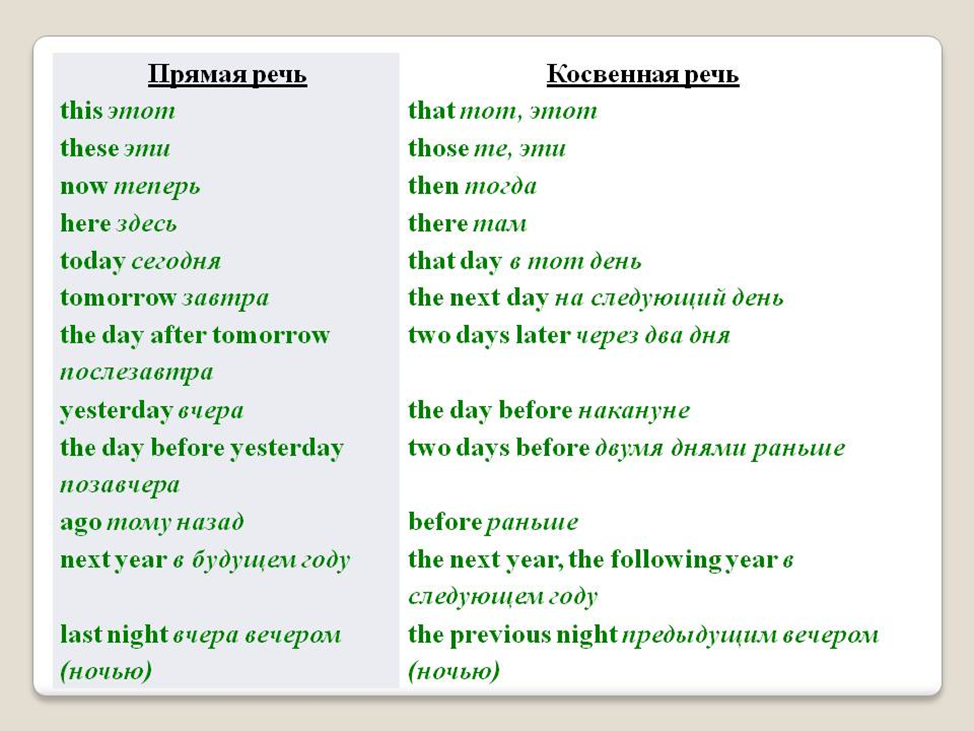 Прямая речь Косвенная речь
this этот that тот, этот
these эти those те, эти
now теперь then тогда
here здесь there там
today сегодня that day в тот день
tomorrow завтра the next day на следующий день
the day after tomorrow two days later через два дня
послезавтра
yesterday вчера the day before накануне
the day before yesterday two days before двумя днями раньше
позавчера
ago тому назад before раньше
next year в будущем году the next year, the following year в
следующем году
last night вчера вечером the previous night предыдущим вечером
(ночью) (ночью)